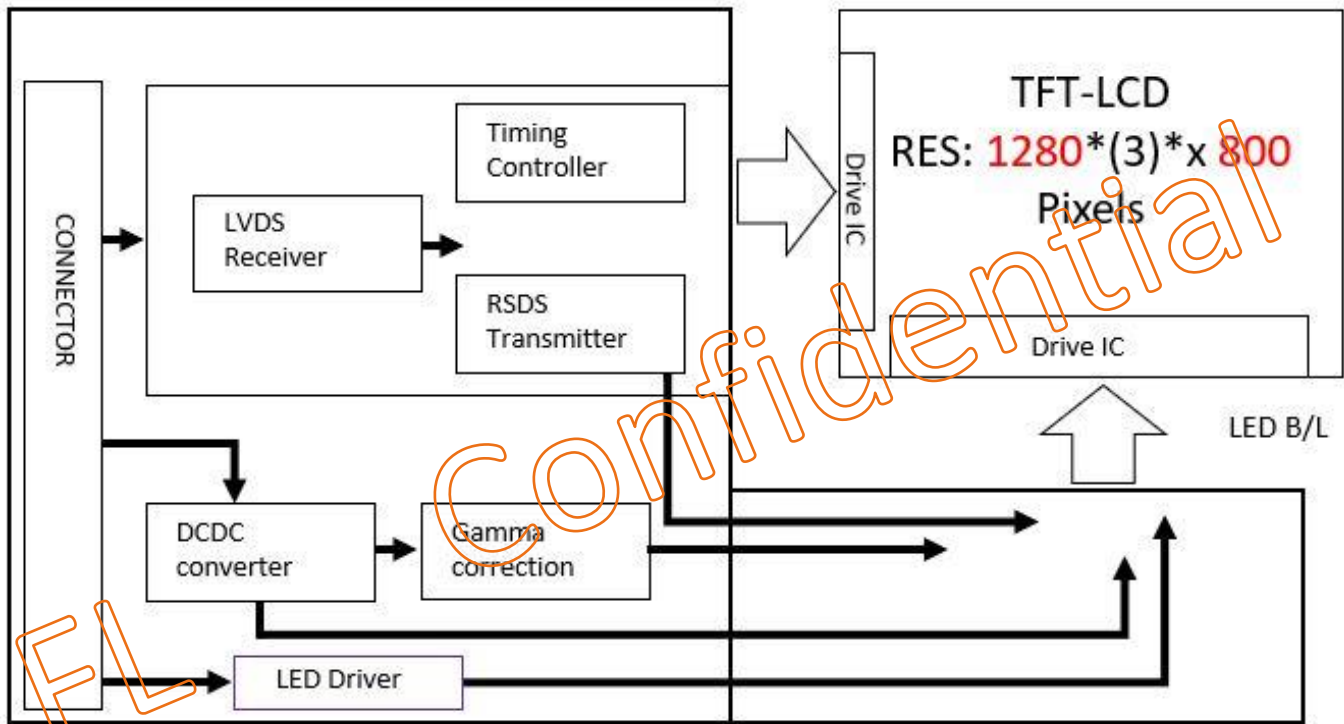 TFT-LCD
RES: 1280*(3)*x 800
Pixels
Drive IC
Drive IC
LED B/L
CONNECTOR
Timing
Controller
LVDS
Receiver
RSDS
Transmitter
DCDC
converter
Gamma
correction
LED Driver
FL Confidential